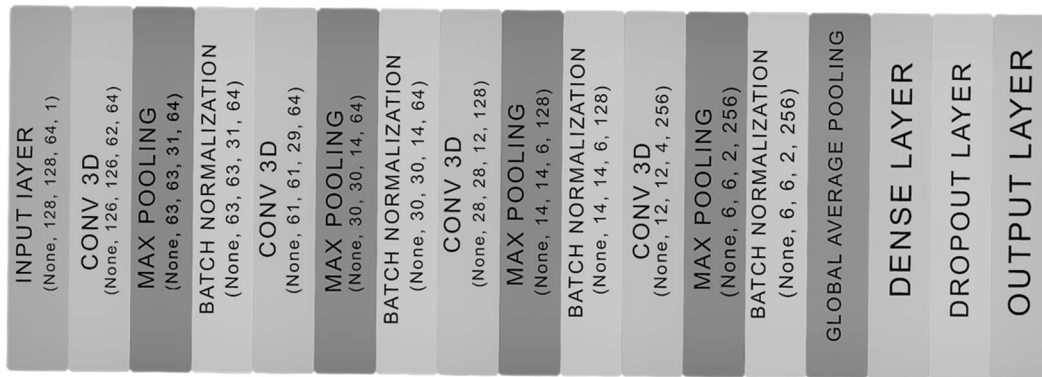 INPUT lAYER
(None, 128, 128, 64, 1)
CONV 3D
(None, 126, 126, 62, 64)
MAX POOLING
(None, 63, 63, 31, 64)
BATCH NORMALIZATION
(None, 63, 63, 31, 64)
CONV 3D
(None, 61, 61, 29, 64)
MAX POOLING
(None, 30, 30, 14, 64)
BATCH NORMALIZATION
(None, 30, 30, 14, 64)
CONV 3D
(None, 28, 28, 12, 128)
MAX POOLING
(None, 14, 14, 6, 128)
BATCH NORMALIZATION
(None, 14, 14, 6, 128)
CONV 3D
(None, 12, 12, 4, 256)
MAX POOLING
(None, 6, 6, 2, 256)
BATCH NORMALIZATION
(None, 6, 6, 2, 256)
GLOBAL AVERAGE POOLING
DENSE LAYER
DROPOUT LAYER
OUTPUT LAYER